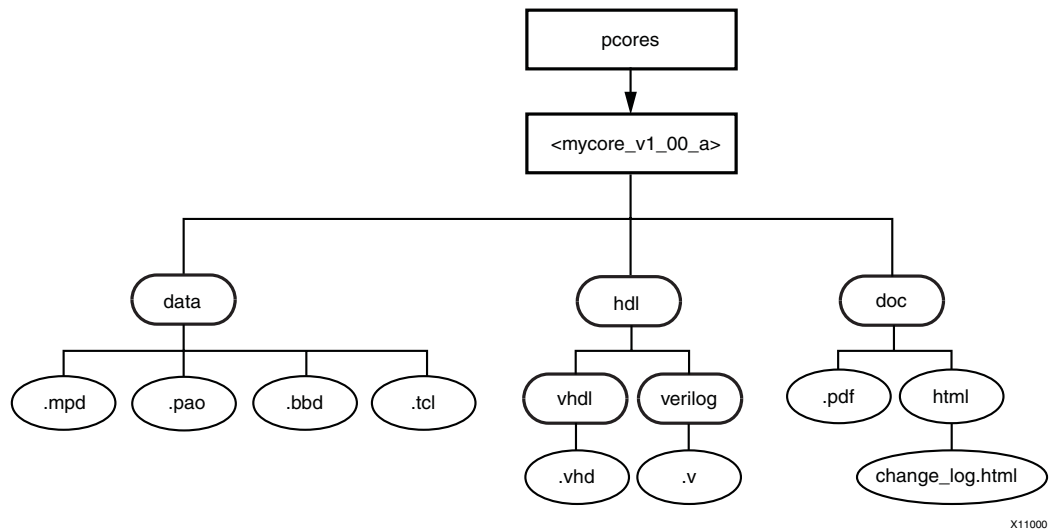 pcores
<mycore_v1_00_a>
data
hdl
doc
.mpd
.pao
.bbd
.tcl
vhdl
verilog
.pdf
html
.vhd
.v
change_log.html
X11000